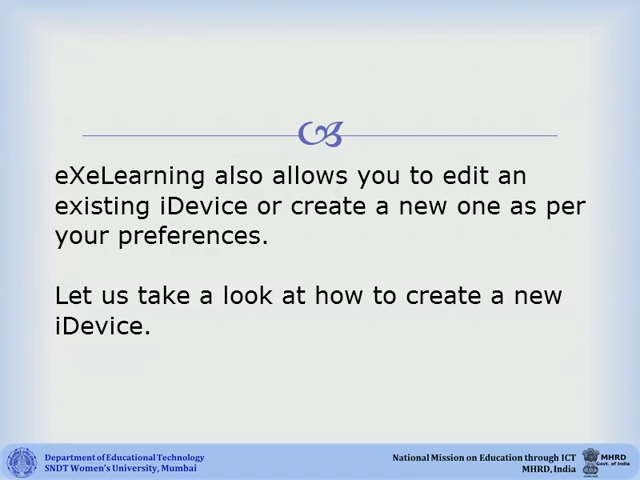 eXeLearning also allows you to edit an
existing iDevice or create a new one as per
your preferences.
Let us take a look at how to create a new
iDevice.
Department of Educational Technology
SNDT Women's University, Mumbai
National Mission on Education through ICT
MHRD, India
MHRD
Govt. of India